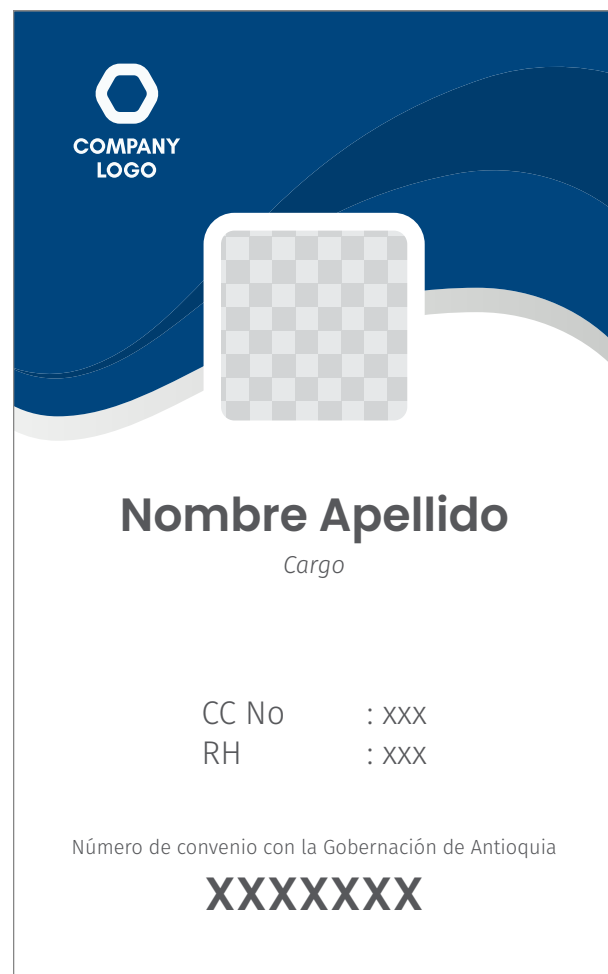 COMPANY
LOGO
Nombre Apellido
Cargo
CC No : xxx
RH : xxx
Número de convenio con la Gobernación de Antioquia
XXXXXXX